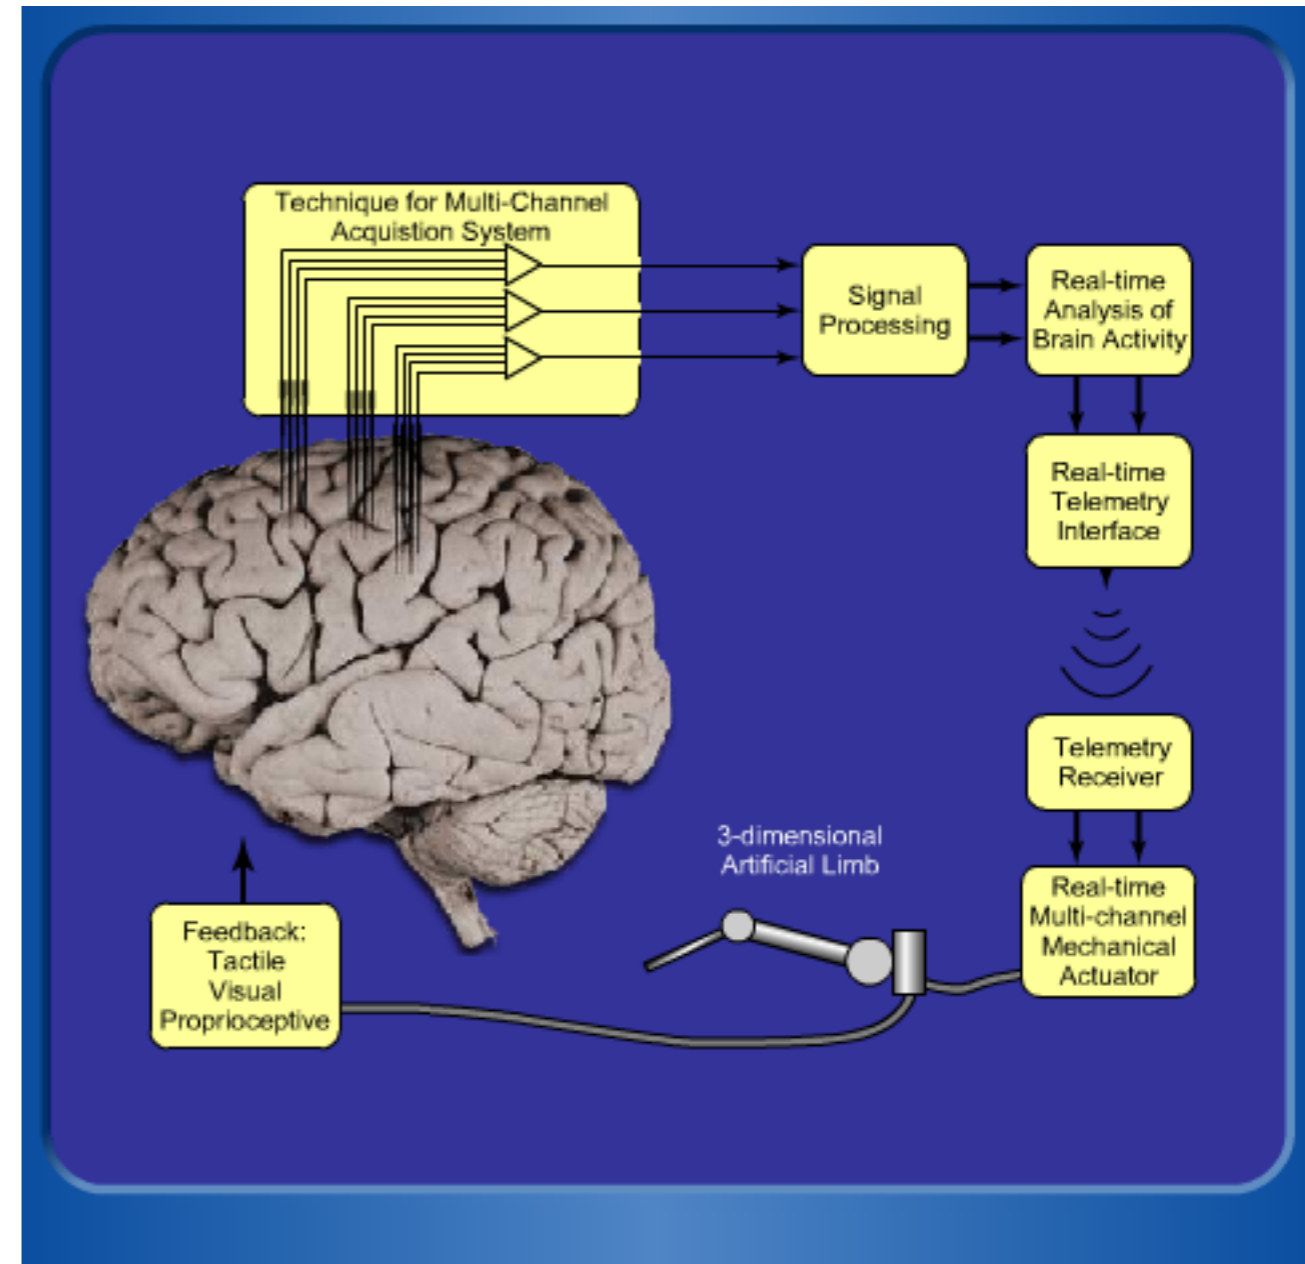 Technique for Multi-Channel
Acquistion System
Signal
Processing
Real-time
Analysis of
Brain Activity
Real-time
Telemetry
Interface
Telemetry
Receiver
Real-time
Multi-channel
Mechanical
Actuator
3-dimensional
Artificial Limb
Feedback:
Tactile
Visual
Proprioceptive